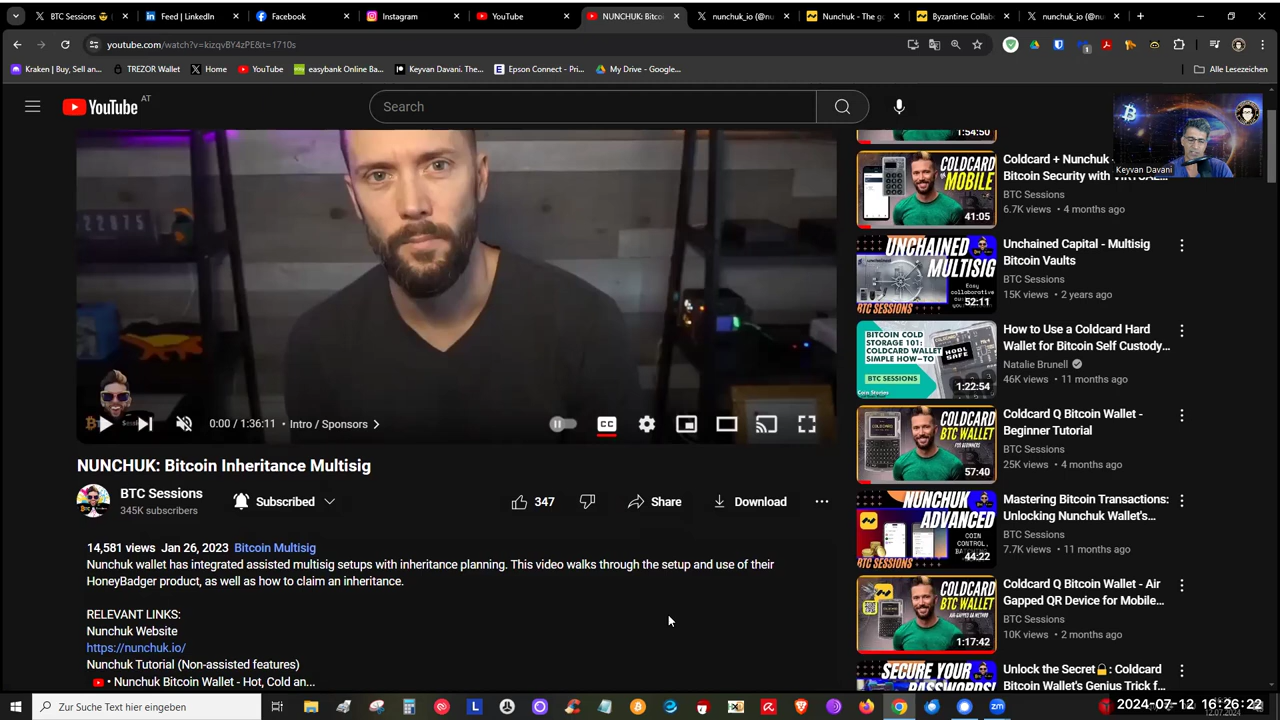 BTC Sessions 😎
Feed | LinkedIn
Facebook
Instagram
YouTube
NUNCHUK: Bitco
nunchuk_io (@nu
Nunchuk - The go
Byzantine: Collab
nunchuk_io (@nu
youtube.com/watch?v=kizqvBY4zPE&t=1710s
Kraken | Buy, Sell an...
TREZOR Wallet
Home
YouTube
easybank Online Ba...
Keyvan Davani. The...
Epson Connect - Pri...
My Drive - Google...
Alle Lesezeichen
YouTube AT
Search
Keyvan Davani
1:54:50
COLDCARD
MOBILE
41:05
Coldcard + Nunchuk -
Bitcoin Security with VIRTUAL...
BTC Sessions
6.7K views • 4 months ago
UNCHAINED
MULTISIG
BTC SESSIONS
52:11
Unchained Capital - Multisig
Bitcoin Vaults
BTC Sessions
15K views • 2 years ago
BITCOIN COLD
STORAGE 101:
COLDCARD WALLET
SIMPLE HOW-TO
BTC SESSIONS
Coin Stories
HODL
SAFE
1:22:54
How to Use a Coldcard Hard
Wallet for Bitcoin Self Custody...
Natalie Brunell
46K views • 11 months ago
COLDCARD
BTC WALLET
FOR BEGINNERS
57:40
Coldcard Q Bitcoin Wallet -
Beginner Tutorial
BTC Sessions
25K views • 4 months ago
NUNCHUK
ADVANCED
COIN
CONTROL,
BTC SESSIONS
44:22
Mastering Bitcoin Transactions:
Unlocking Nunchuk Wallet's...
BTC Sessions
7.7K views • 11 months ago
COLDCARD
BTC WALLET
1:17:42
Coldcard Q Bitcoin Wallet - Air
Gapped QR Device for Mobile...
BTC Sessions
10K views • 2 months ago
SECURE YOUR
PASSWORDS!
Unlock the Secret🔒: Coldcard
Bitcoin Wallet's Genius Trick f...
0:00 / 1:36:11 • Intro / Sponsors
CC
NUNCHUK: Bitcoin Inheritance Multisig
BTC Sessions
345K subscribers
Subscribed
347
Share
Download
14,581 views Jan 26, 2023 Bitcoin Multisig
Nunchuk wallet has integrated assisted multisig setups with inheritance planning. This video walks through the setup and use of their
HoneyBadger product, as well as how to claim an inheritance.
RELEVANT LINKS:
Nunchuk Website
https://nunchuk.io/
Nunchuk Tutorial (Non-assisted features)
• Nunchuk Bitcoin Wallet - Hot, Cold an...
Zur Suche Text hier eingeben
2024-07-12 16:26:22